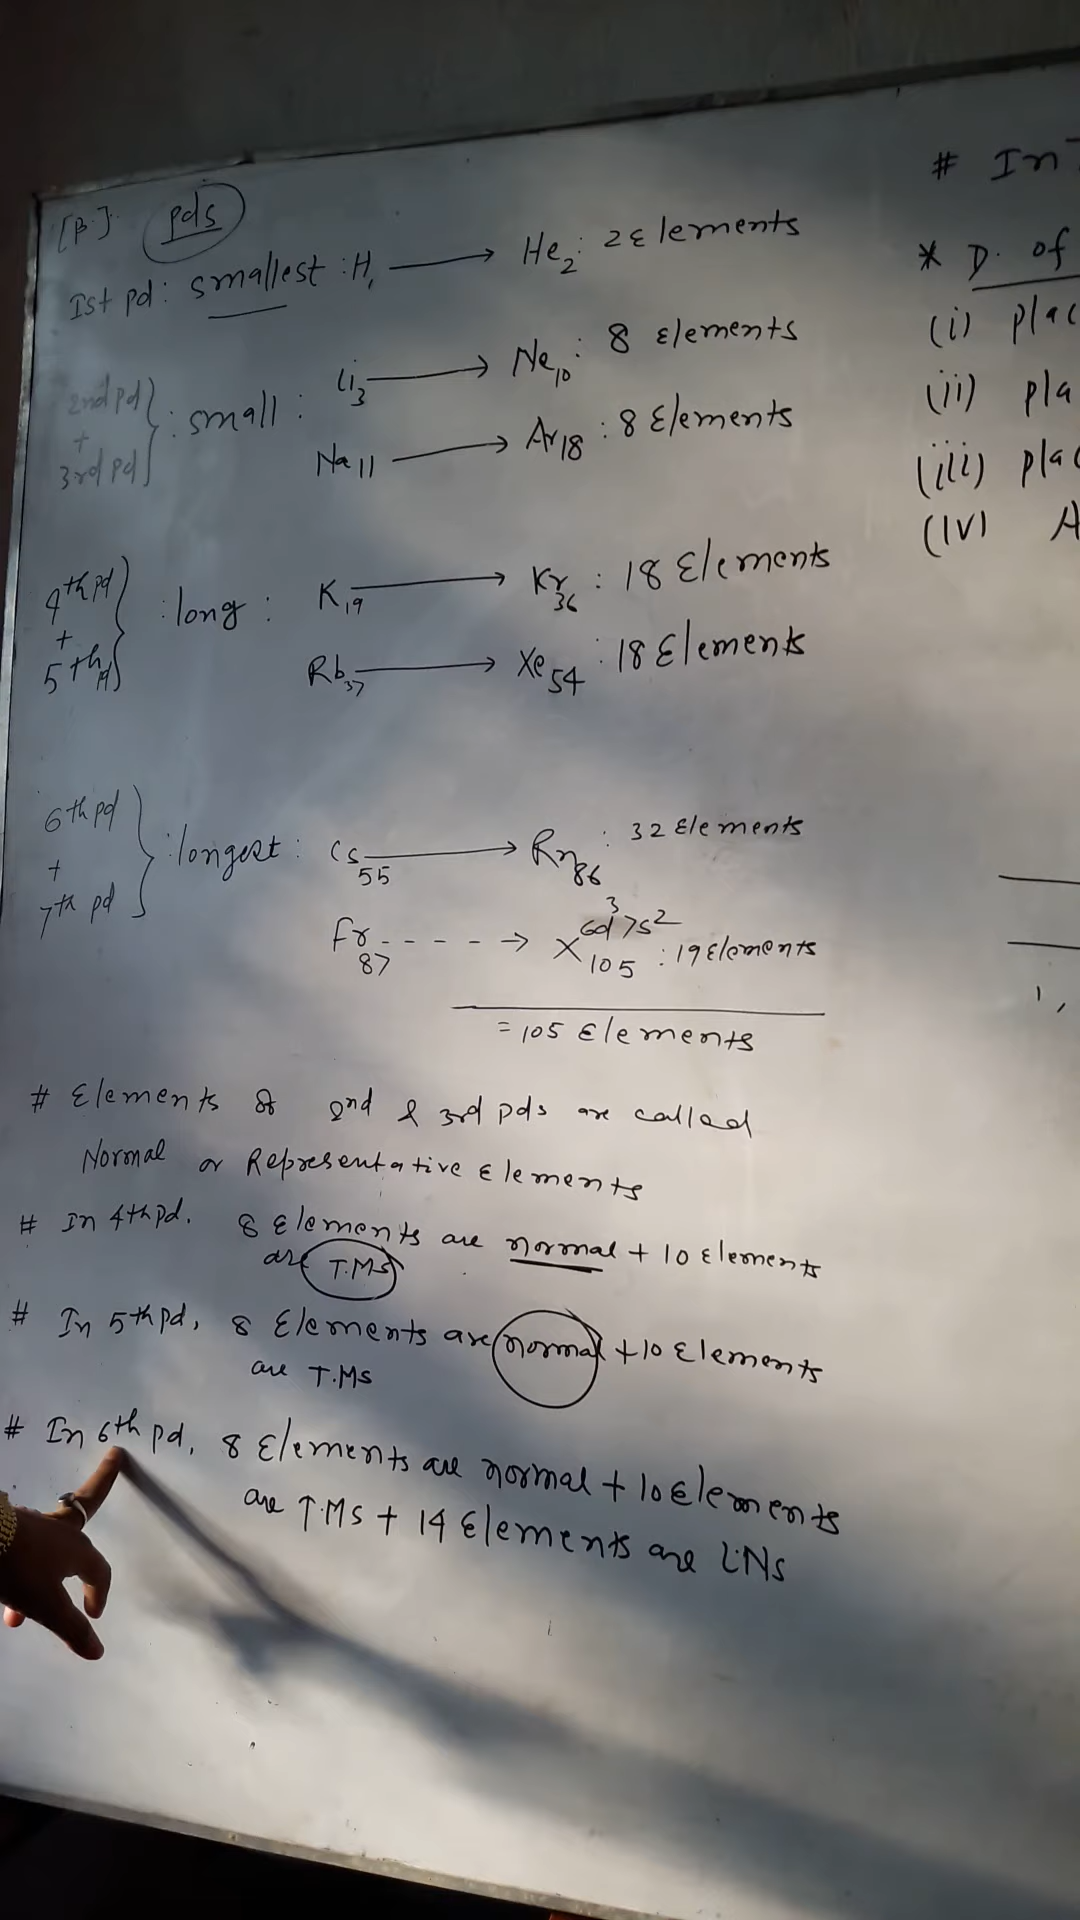 [B.] pds
Ist pd: smallest : H1 → He2 : 2 Elements
2nd pd + 3rd pd } : small : Li3 → Ne10 : 8 Elements
Na11 → Ar18 : 8 Elements
4th pd + 5th pd } : long : K19 → Kr36 : 18 Elements
Rb37 → Xe54 : 18 Elements
6th pd + 7th pd } : longest : Cs55 → Rn86 : 32 Elements
Fr87 ----→ X105 6d³7s² : 19 Elements
= 105 Elements
# Elements of 2nd & 3rd pds are called
Normal or Representative Elements
# In 4th pd. 8 Elements are normal + 10 Elements
are T.Ms
# In 5th pd, 8 Elements are normal + 10 Elements
are T.Ms
# In 6th pd, 8 Elements are normal + 10 Elements
are T.Ms + 14 Elements are LNs
# In
* D. of
(i)
(ii)
(iii)
(iv) A